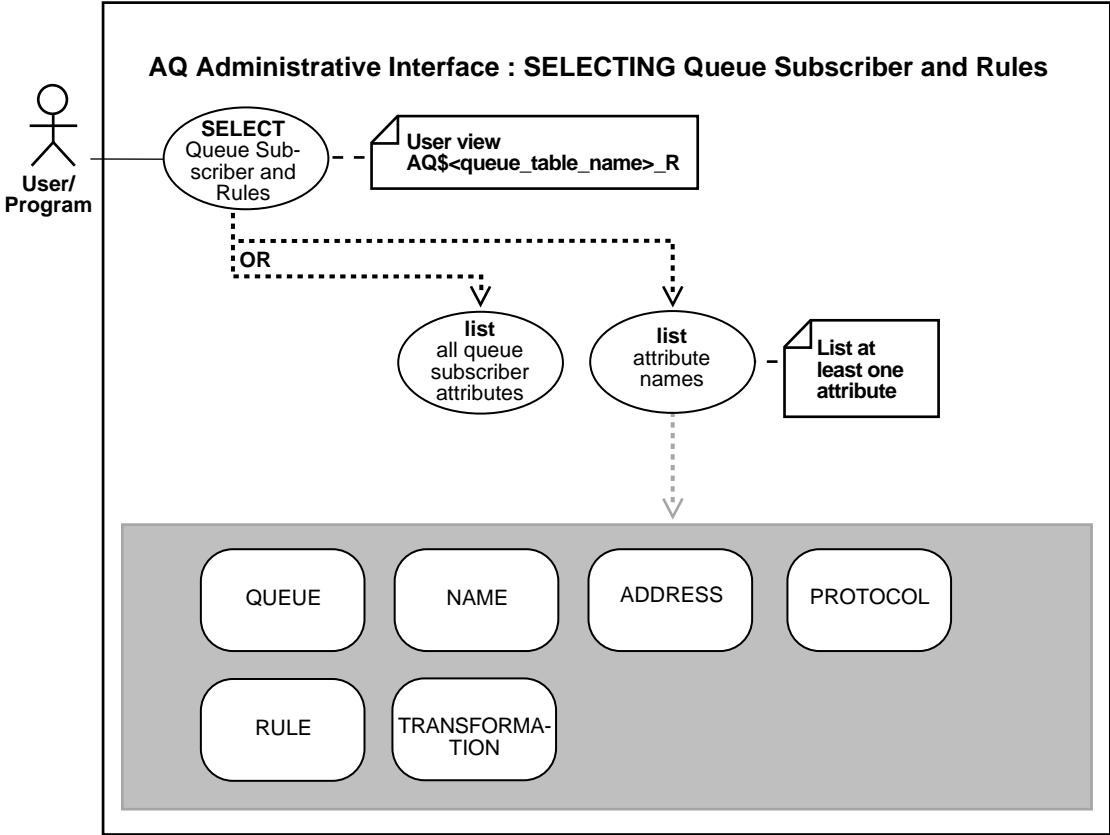 AQ Administrative Interface : SELECTING Queue Subscriber and Rules
User/
Program
SELECT
Queue Sub-
scriber and
Rules
User view
AQ$<queue_table_name>_R
OR
list
all queue
subscriber
attributes
list
attribute
names
List at
least one
attribute
QUEUE
NAME
ADDRESS
PROTOCOL
RULE
TRANSFORMA-
TION